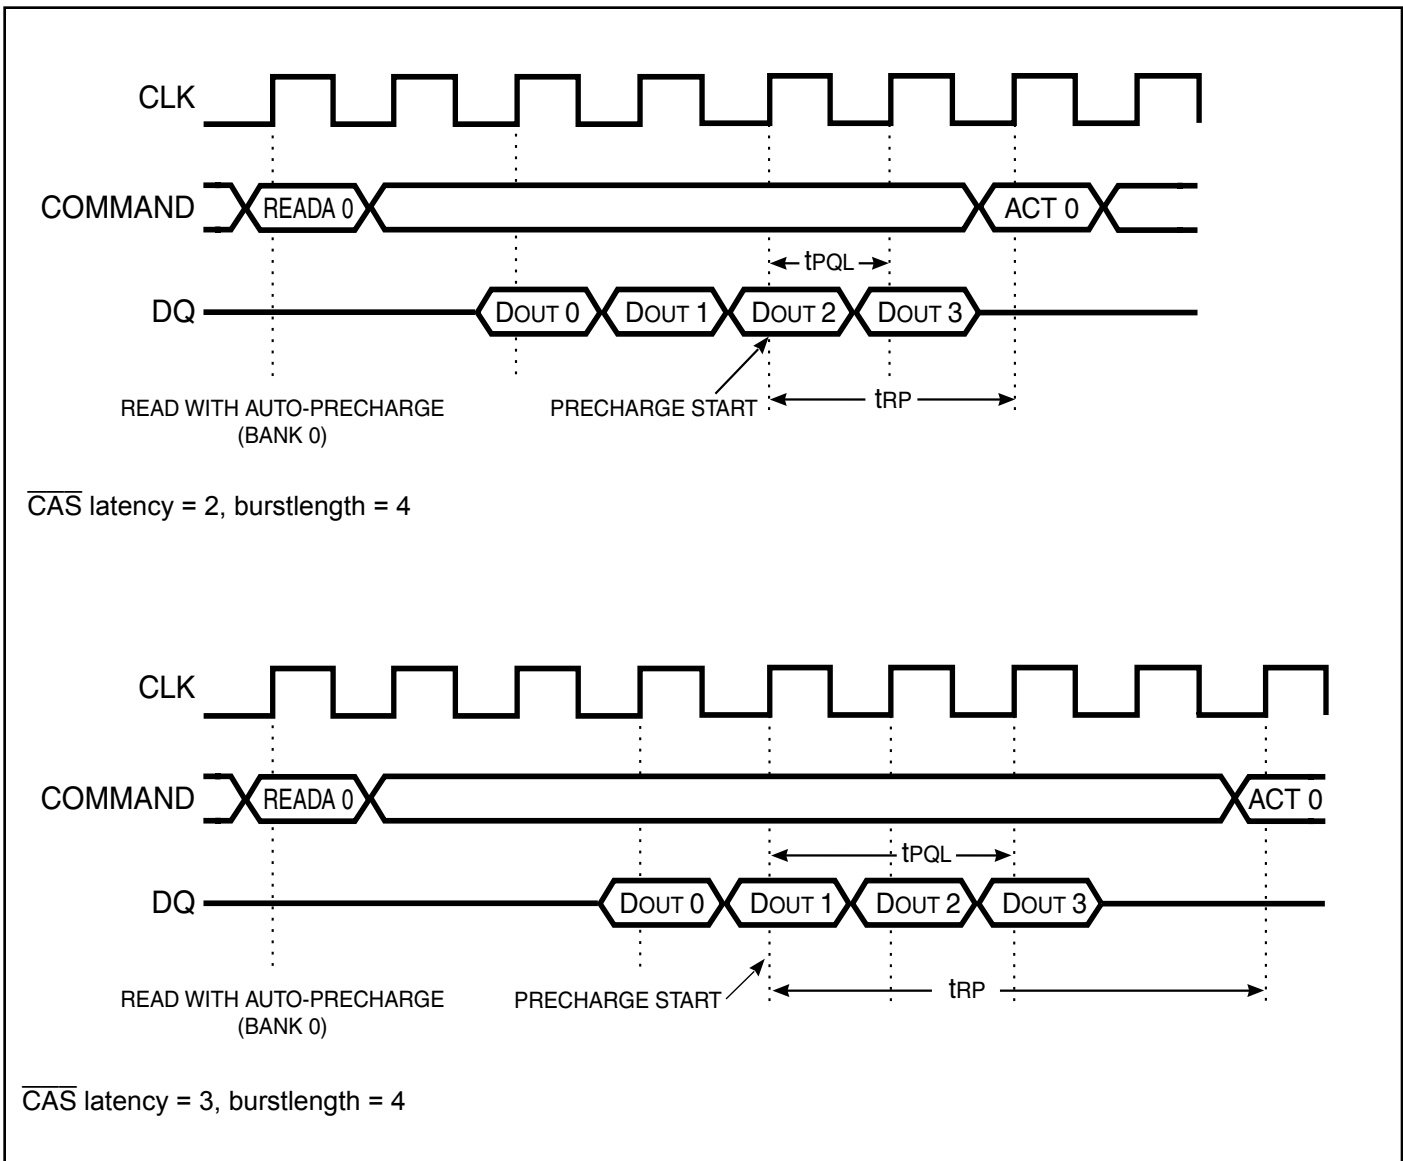 CLK
COMMAND
READA 0
ACT 0
tPQL
DQ
DOUT 0
DOUT 1
DOUT 2
DOUT 3
READ WITH AUTO-PRECHARGE
(BANK 0)
PRECHARGE START
tRP
CAS latency = 2, burstlength = 4
CLK
COMMAND
READA 0
ACT 0
tPQL
DQ
DOUT 0
DOUT 1
DOUT 2
DOUT 3
READ WITH AUTO-PRECHARGE
(BANK 0)
PRECHARGE START
tRP
CAS latency = 3, burstlength = 4